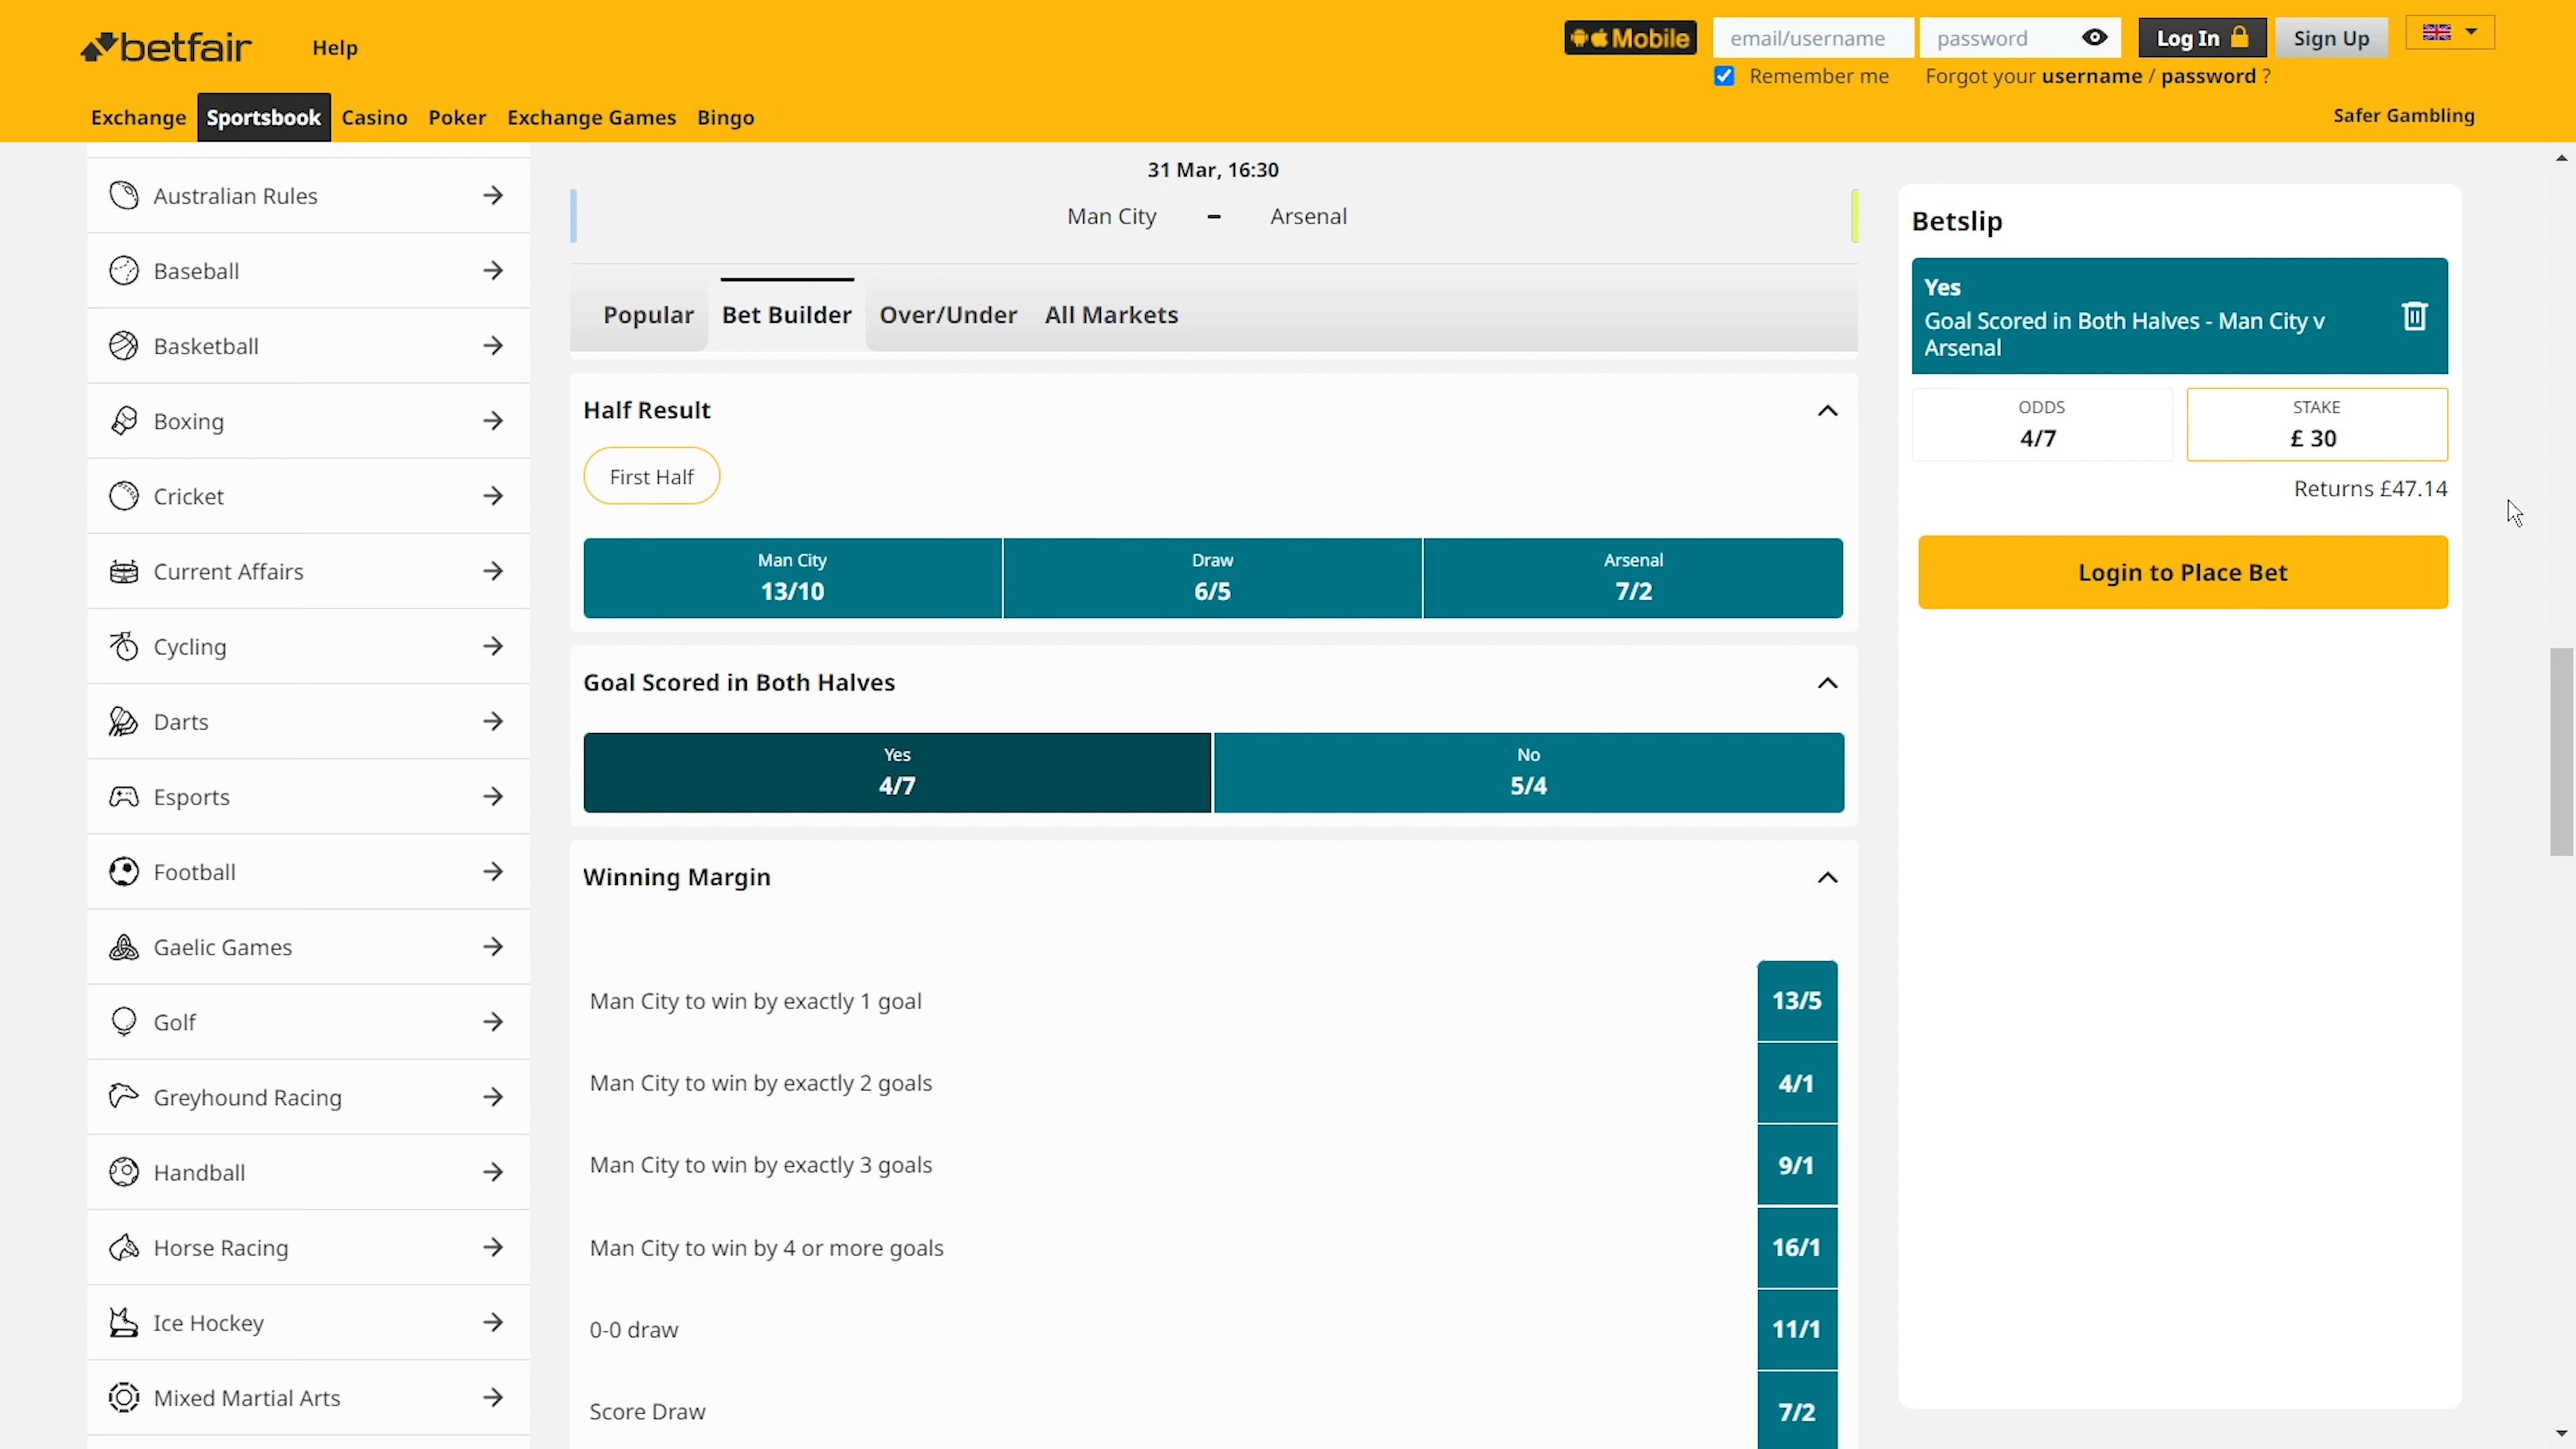 betfair
Help
Mobile
email/username
password
Log In
Sign Up
Remember me
Forgot your username / password ?
Exchange
Sportsbook
Casino
Poker
Exchange Games
Bingo
Safer Gambling
Australian Rules
Baseball
Basketball
Boxing
Cricket
Current Affairs
Cycling
Darts
Esports
Football
Gaelic Games
Golf
Greyhound Racing
Handball
Horse Racing
Ice Hockey
Mixed Martial Arts
31 Mar, 16:30
Man City - Arsenal
Popular
Bet Builder
Over/Under
All Markets
Half Result
First Half
Man City
13/10
Draw
6/5
Arsenal
7/2
Goal Scored in Both Halves
Yes
4/7
No
5/4
Winning Margin
Man City to win by exactly 1 goal
13/5
Man City to win by exactly 2 goals
4/1
Man City to win by exactly 3 goals
9/1
Man City to win by 4 or more goals
16/1
0-0 draw
11/1
Score Draw
7/2
Betslip
Yes
Goal Scored in Both Halves - Man City v
Arsenal
ODDS
4/7
STAKE
£ 30
Returns £47.14
Login to Place Bet